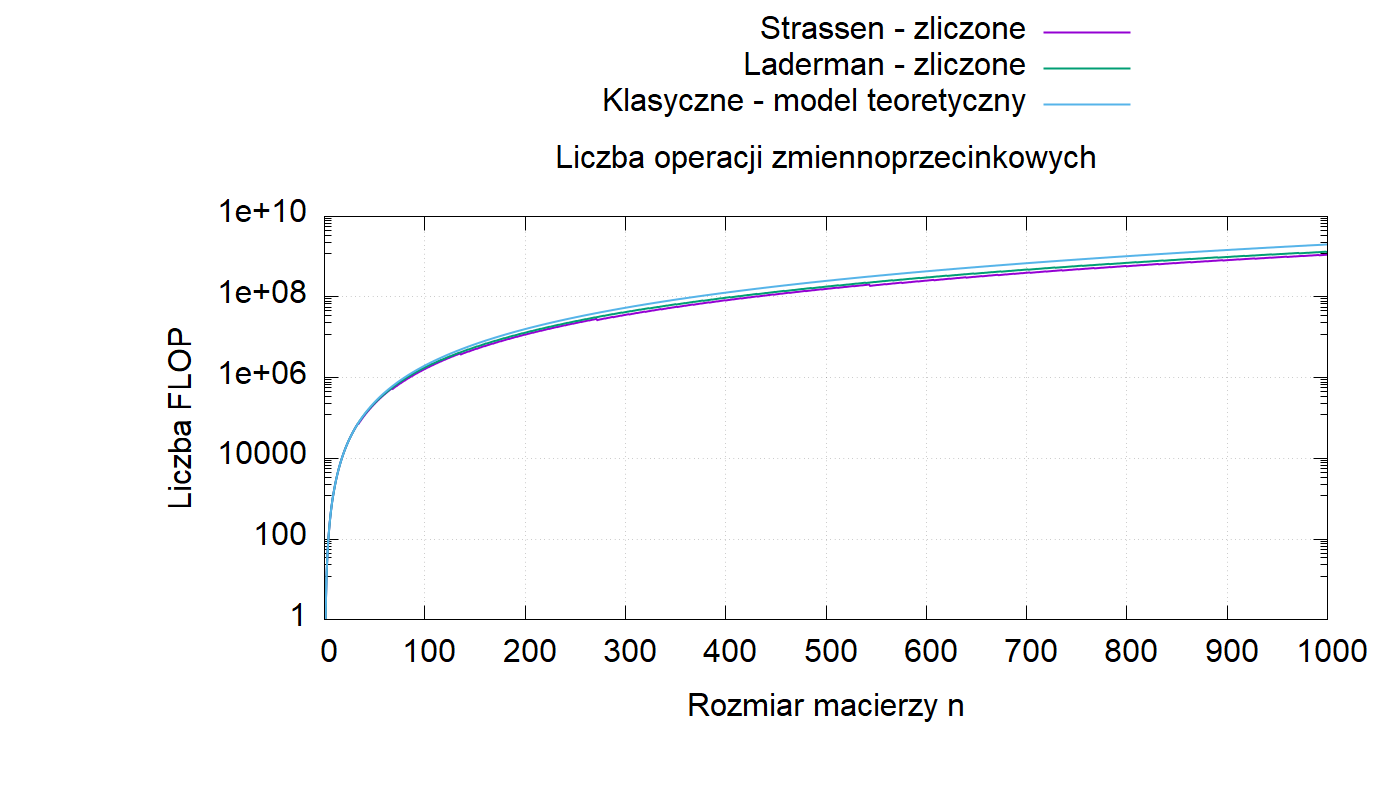 Strassen - zliczone
Laderman - zliczone
Klasyczne - model teoretyczny
Liczba operacji zmiennoprzecinkowych
1e+10
1e+08
1e+06
10000
100
1
Liczba FLOP
0 100 200 300 400 500 600 700 800 900 1000
Rozmiar macierzy n